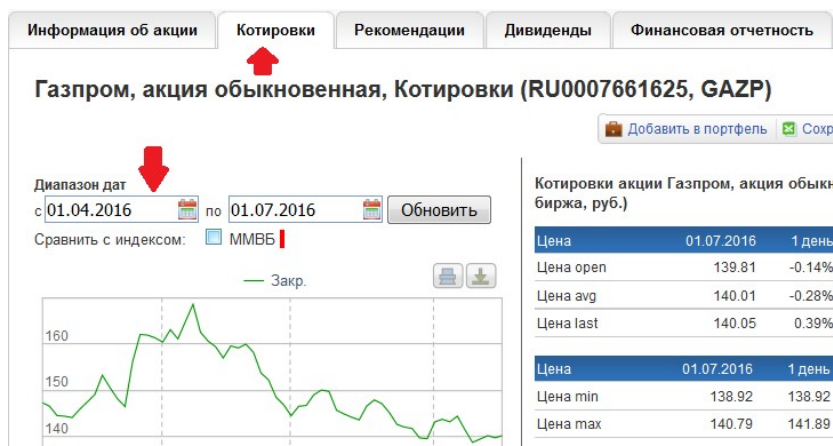 Информация об акции Котировки Рекомендации Дивиденды Финансовая отчетность
Газпром, акция обыкновенная, Котировки (RU0007661625, GAZP)
Добавить в портфель
Диапазон дат
с 01.04.2016 по 01.07.2016 Обновить
Сравнить с индексом: ММВБ
Закр.
160
150
140
Котировки акции Газпром, акция
биржа, руб.)
Цена 01.07.2016 1 день
Цена open 139.81 -0.14%
Цена avg 140.01 -0.28%
Цена last 140.05 0.39%
Цена 01.07.2016 1 день
Цена min 138.92 138.92
Цена max 140.79 141.89